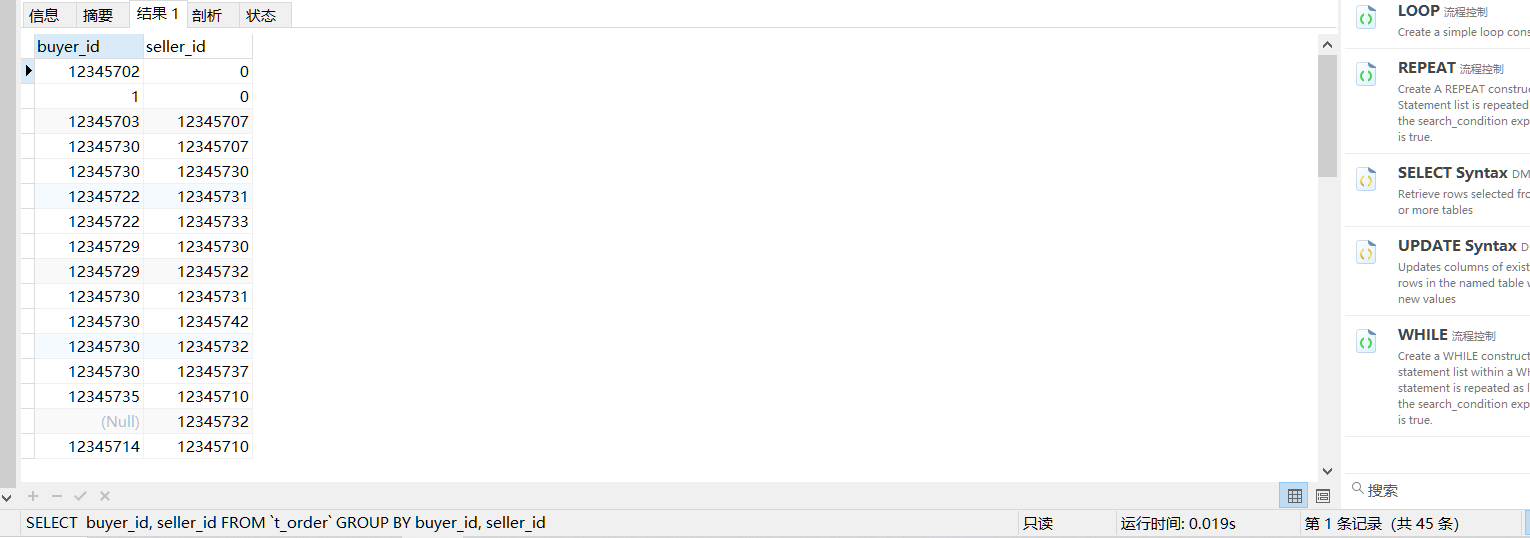 信息 摘要 结果 1 剖析 状态
buyer_id seller_id
12345702 0
1 0
12345703 12345707
12345730 12345707
12345730 12345730
12345722 12345731
12345722 12345733
12345729 12345730
12345729 12345732
12345730 12345731
12345730 12345742
12345730 12345732
12345730 12345737
12345735 12345710
(Null) 12345732
12345714 12345710
LOOP 流程控制
Create a simple loop cons
REPEAT 流程控制
Create A REPEAT constru
Statement list is repeated
the search_condition exp
is true.
SELECT Syntax DM
Retrieve rows selected fro
or more tables
UPDATE Syntax D
Updates columns of exist
rows in the named table w
new values
WHILE 流程控制
Create a WHILE construct
statement list within a WH
statement is repeated as l
the search_condition exp
is true.
搜索
SELECT buyer_id, seller_id FROM `t_order` GROUP BY buyer_id, seller_id 只读 运行时间: 0.019s 第 1 条记录 (共 45 条)